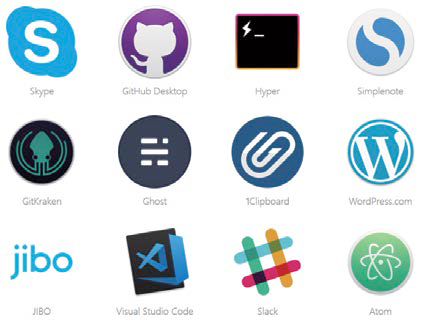 Skype GitHub Desktop Hyper Simplenote
GitKraken Ghost 1Clipboard WordPress.com
jibo
JIBO Visual Studio Code Slack Atom